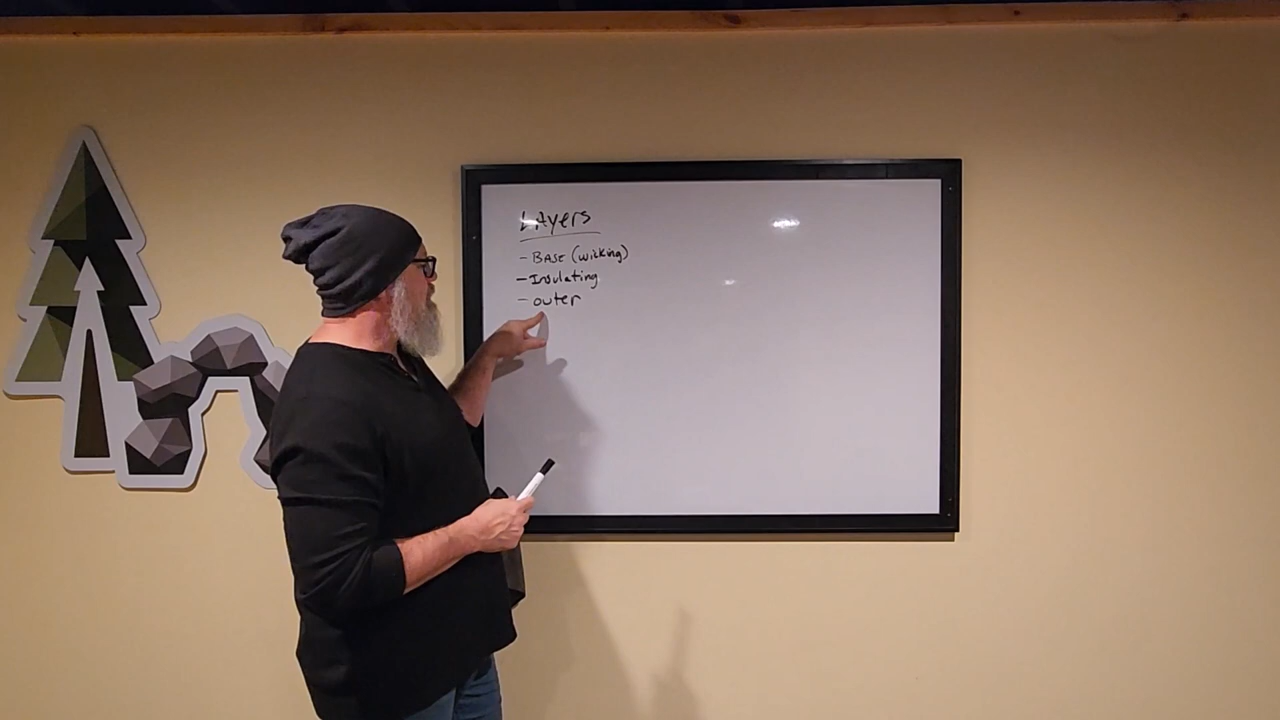 LAyers
- BASE (wicking)
- Insulating
- outer